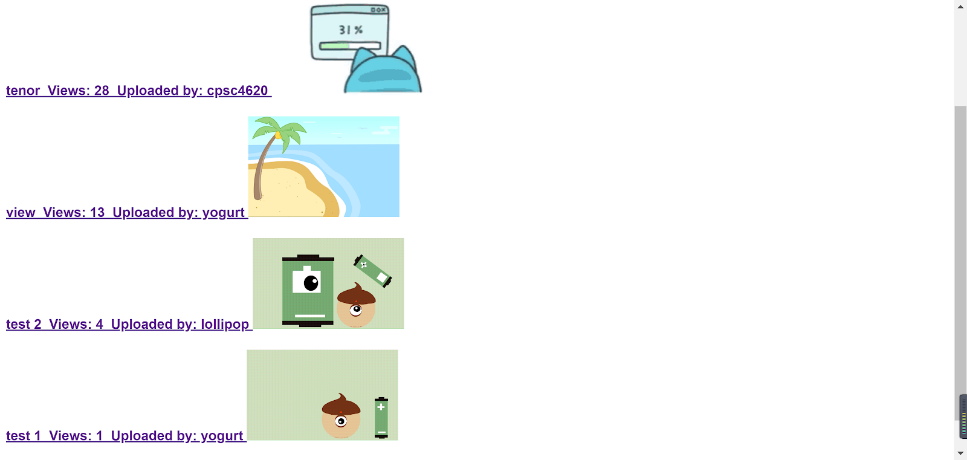 31 %
tenor Views: 28 Uploaded by: cpsc4620
view Views: 13 Uploaded by: yogurt
test 2 Views: 4 Uploaded by: lollipop
test 1 Views: 1 Uploaded by: yogurt